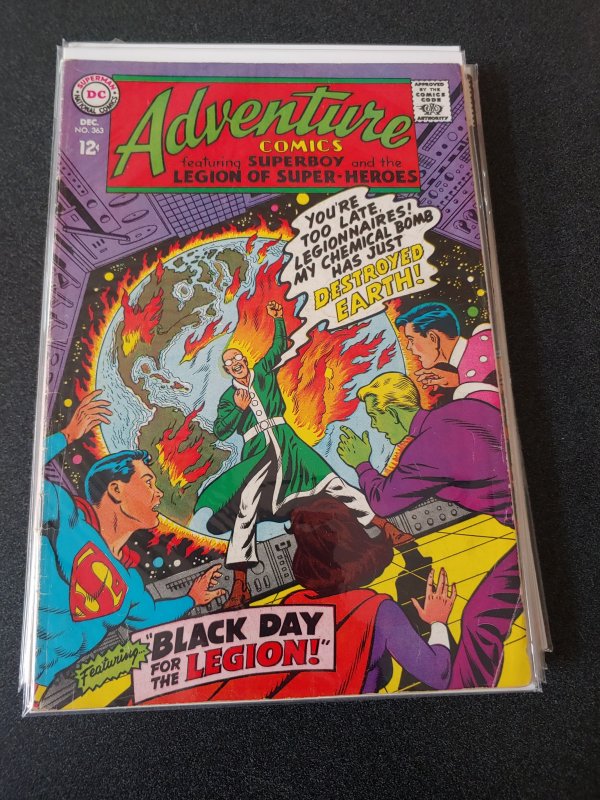 SUPERMAN
DC
NATIONAL COMICS
DEC.
NO. 363
12¢
Adventure
COMICS
featuring SUPERBOY and the
LEGION OF SUPER-HEROES
APPROVED
BY THE
COMICS
CODE
AUTHORITY
YOU'RE
TOO LATE,
LEGIONNAIRES!
MY CHEMICAL BOMB
HAS JUST
DESTROYED
EARTH!
S
Featuring...
"BLACK DAY
FOR THE LEGION!"